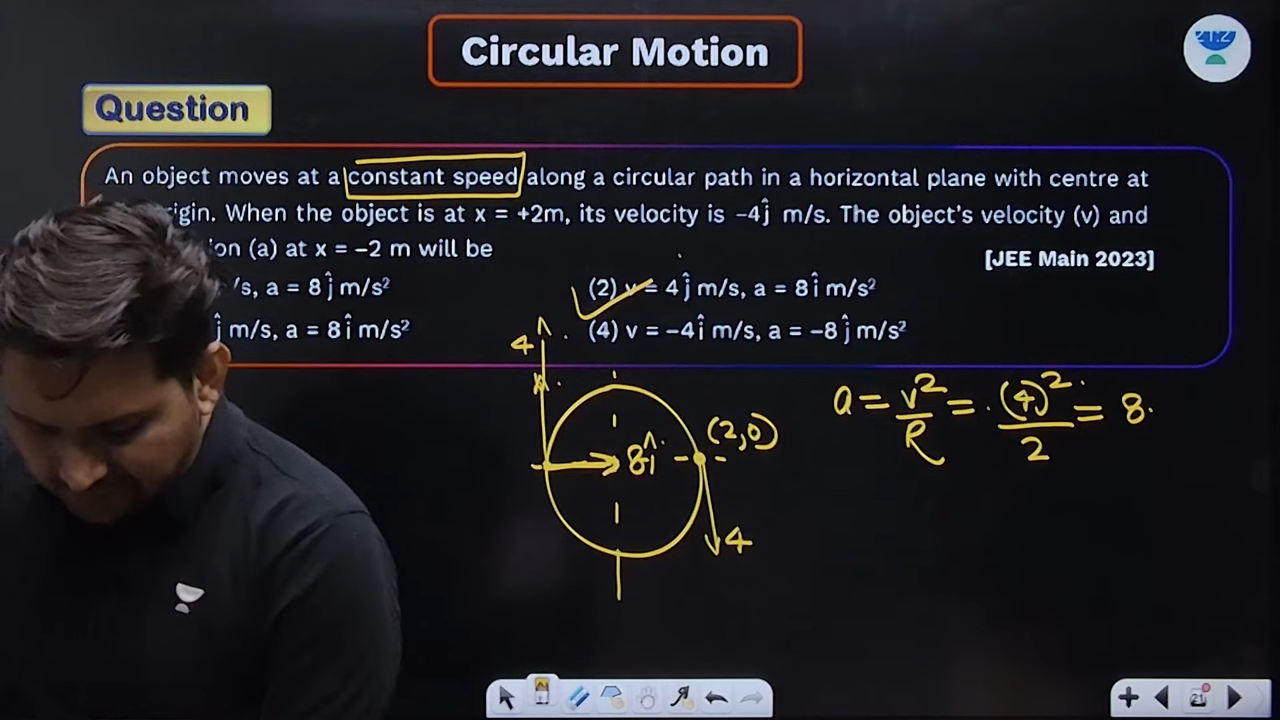 Circular Motion
Question
An object moves at a constant speed along a circular path in a horizontal plane with centre at
origin. When the object is at x = +2m, its velocity is −4ĵ m/s. The object's velocity (v) and
(a) at x = −2 m will be
[JEE Main 2023]
a = 8ĵ m/s²
(2) v = 4ĵ m/s, a = 8î m/s²
m/s, a = 8î m/s²
(4) v = −4î m/s, a = −8ĵ m/s²
4
8î
(2,0)
4
a = v²/R = (4)²/2 = 8
21